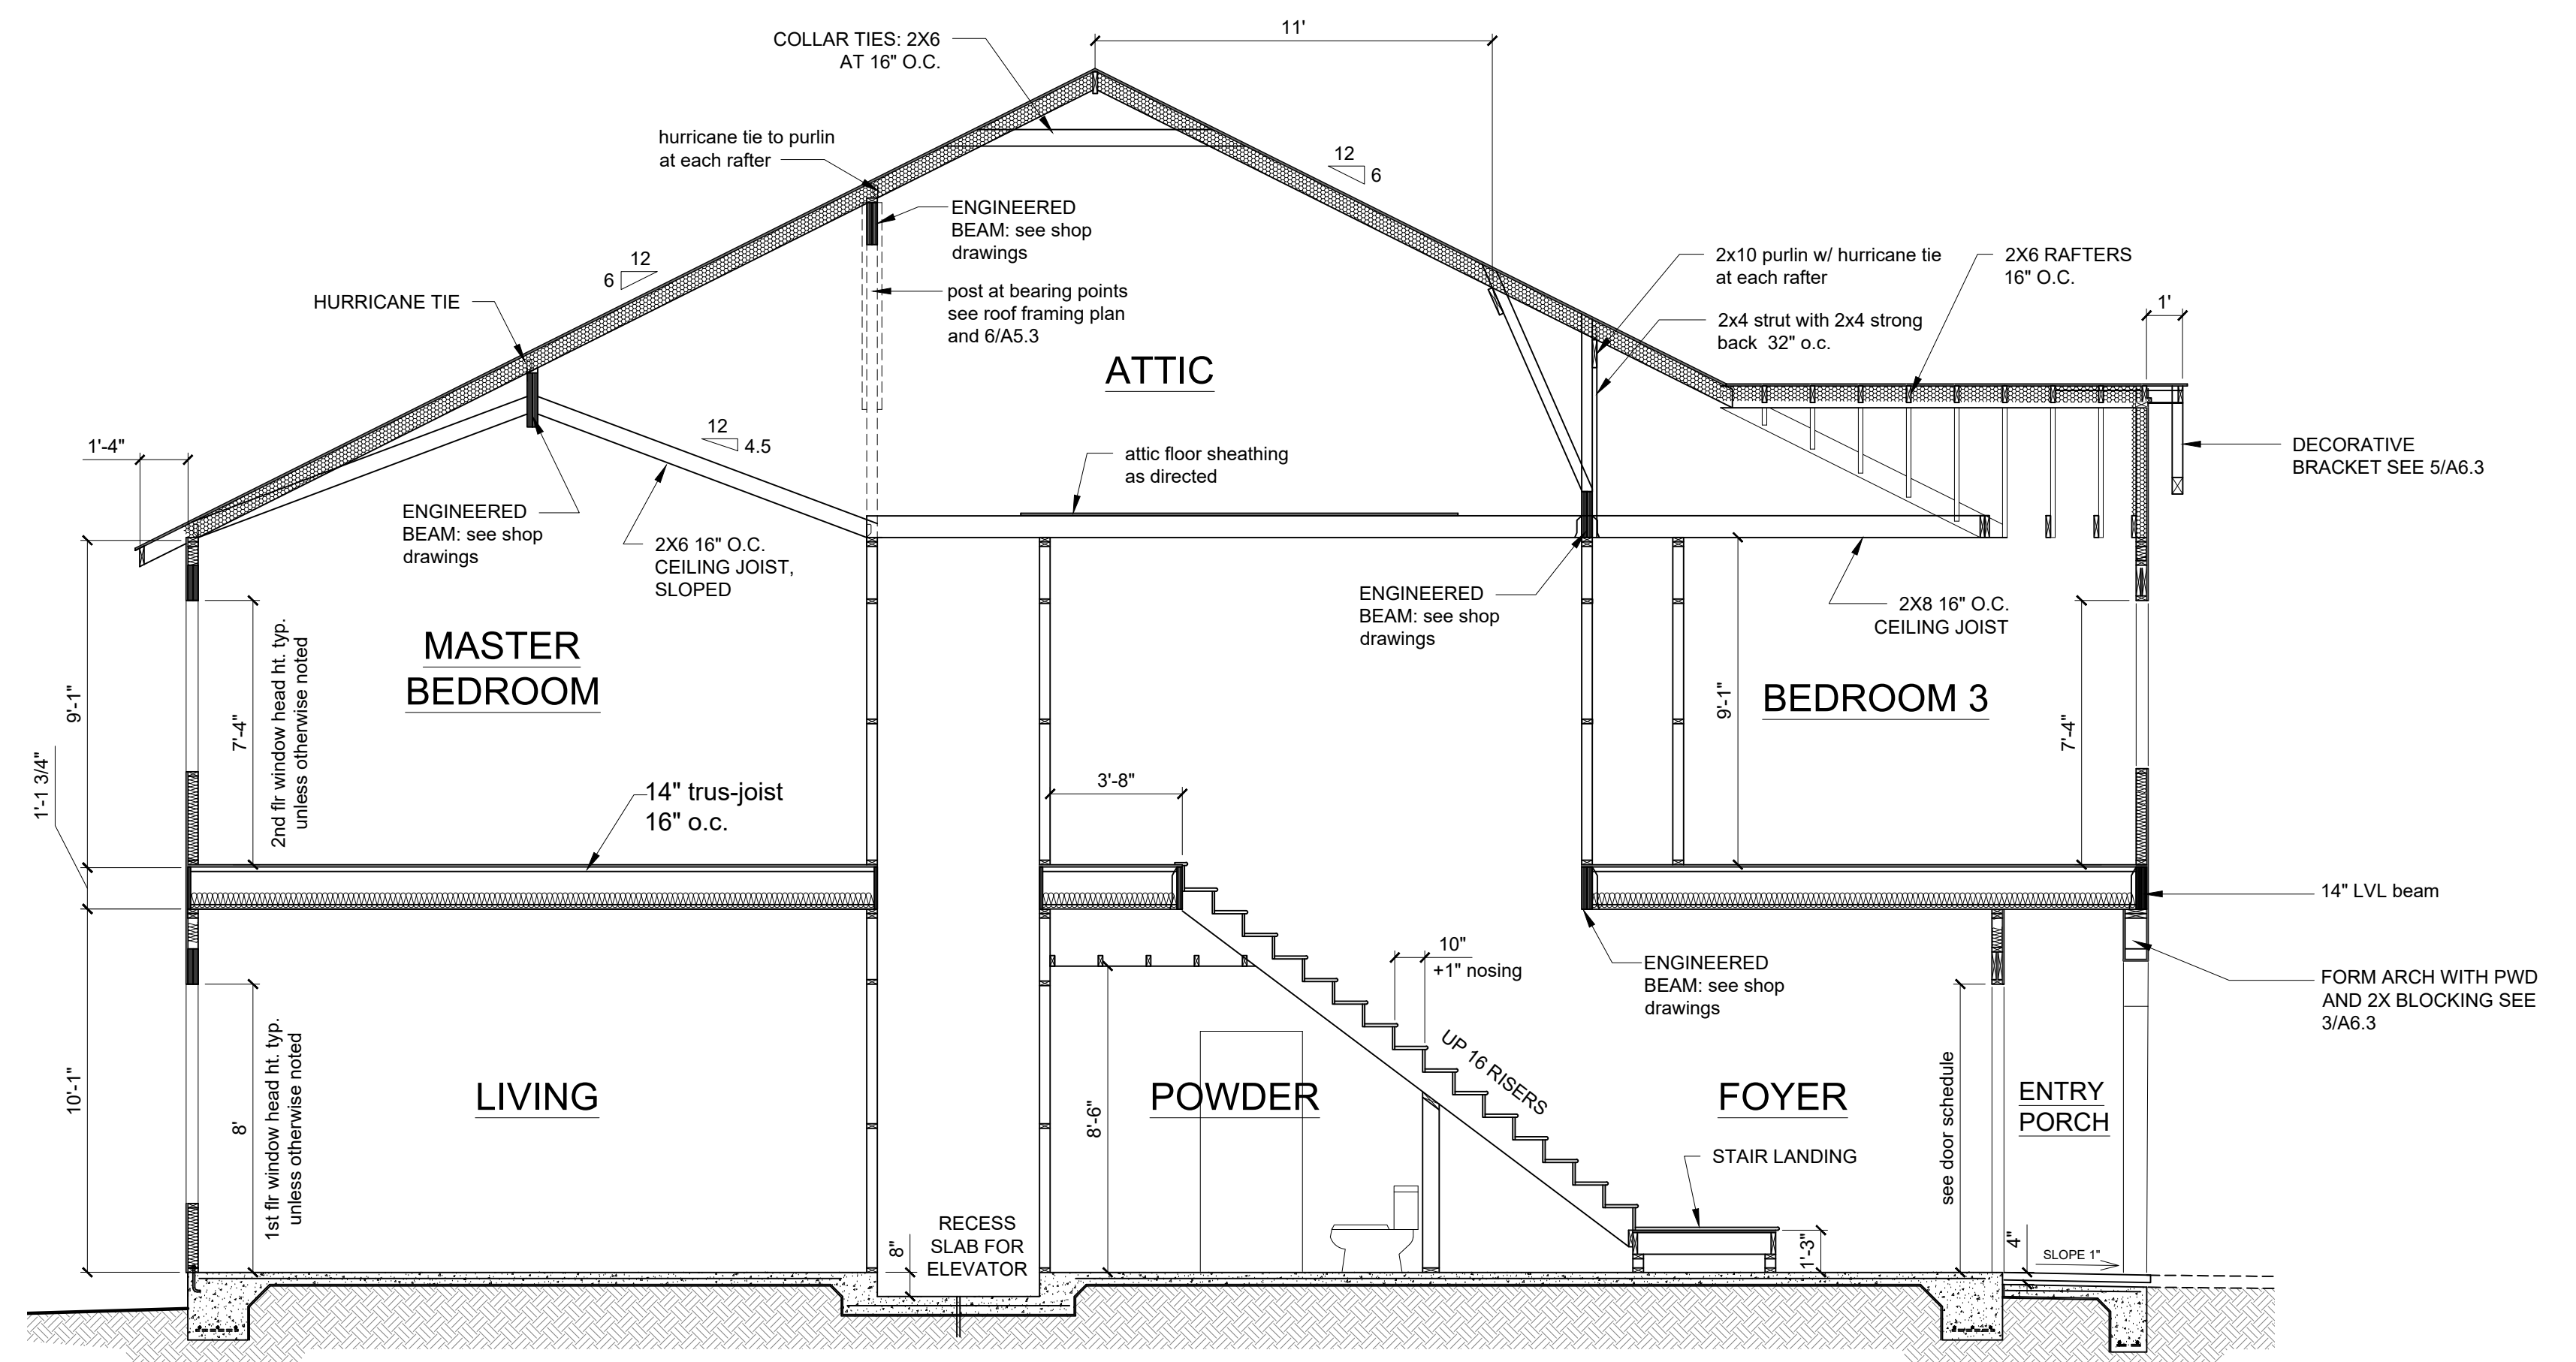 11'
COLLAR TIES: 2X6
AT 16" O.C.
hurricane tie to purlin
at each rafter
12
6
ENGINEERED
BEAM: see shop
drawings
12
6
HURRICANE TIE
post at bearing points
see roof framing plan
and 6/A5.3
2x10 purlin w/ hurricane tie
at each rafter
2X6 RAFTERS
16" O.C.
1'
2x4 strut with 2x4 strong
back 32" o.c.
ATTIC
12
4.5
1'-4"
attic floor sheathing
as directed
DECORATIVE
BRACKET SEE 5/A6.3
ENGINEERED
BEAM: see shop
drawings
2X6 16" O.C.
CEILING JOIST,
SLOPED
ENGINEERED
BEAM: see shop
drawings
2X8 16" O.C.
CEILING JOIST
MASTER
BEDROOM
BEDROOM 3
9'-1"
7'-4"
2nd flr window head ht. typ.
unless otherwise noted
9'-1"
7'-4"
1'-1 3/4"
14" trus-joist
16" o.c.
3'-8"
14" LVL beam
10"
+1" nosing
ENGINEERED
BEAM: see shop
drawings
FORM ARCH WITH PWD
AND 2X BLOCKING SEE
3/A6.3
UP 16 RISERS
10'-1"
8'
1st flr window head ht. typ.
unless otherwise noted
LIVING
8'-6"
POWDER
FOYER
see door schedule
ENTRY
PORCH
STAIR LANDING
RECESS
SLAB FOR
ELEVATOR
8"
1'-3"
4"
SLOPE 1"